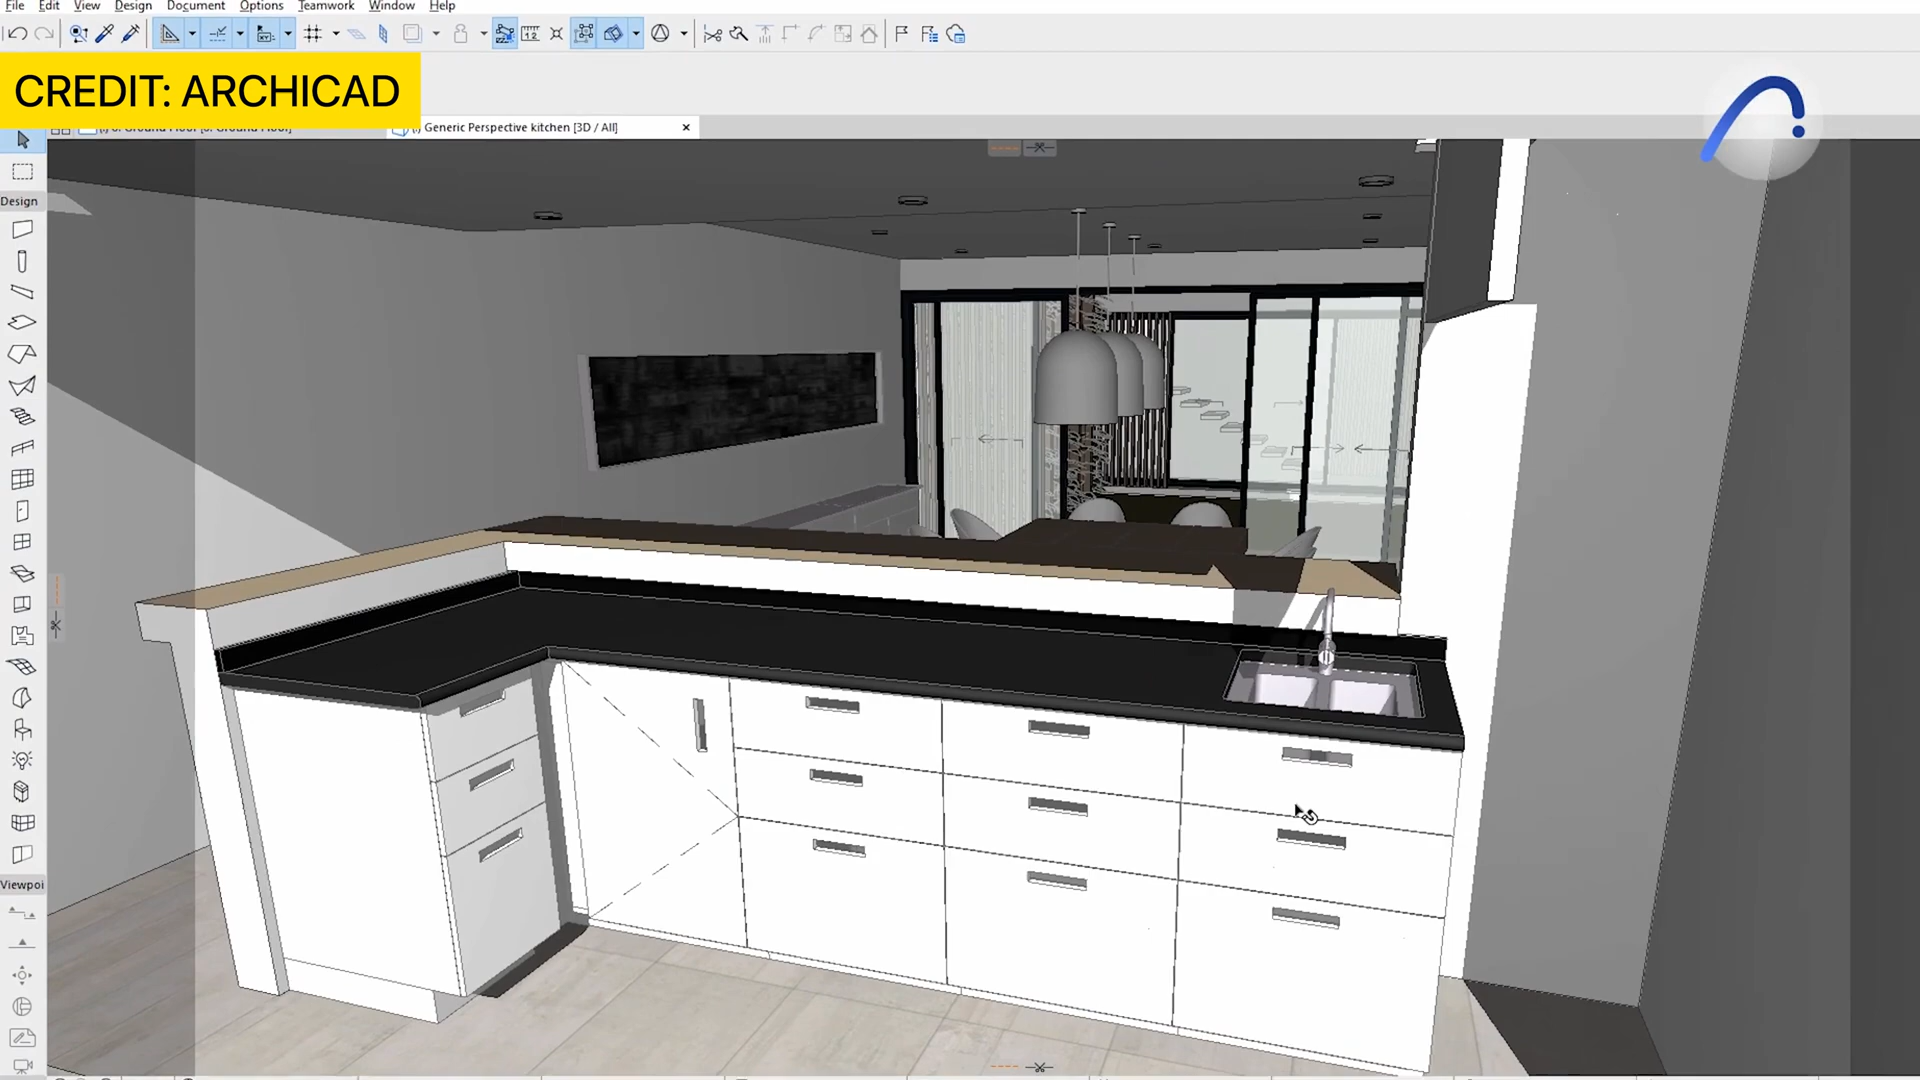 File Edit View Design Document Options Teamwork Window Help
CREDIT: ARCHICAD
Generic Perspective kitchen [3D / All]
Design
Viewpoi